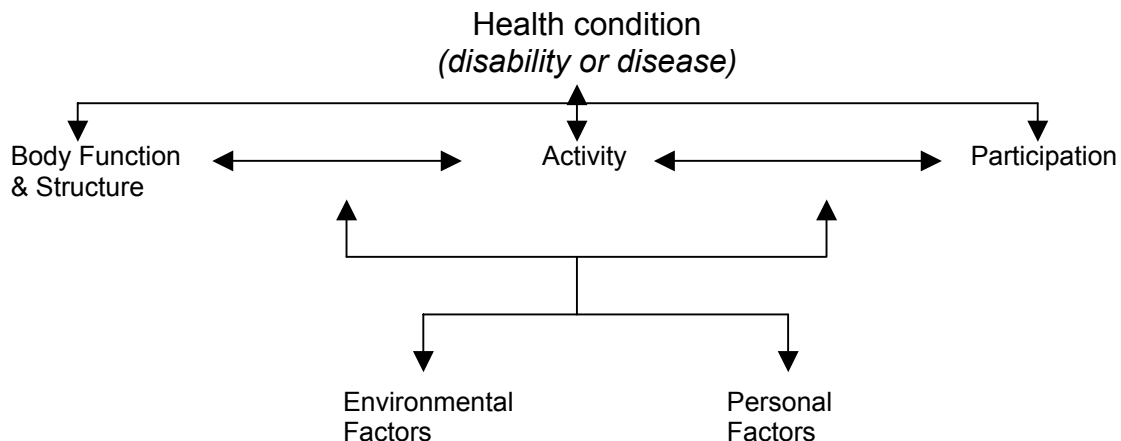 Health condition
(disability or disease)
Body Function
& Structure
Activity
Participation
Environmental
Factors
Personal
Factors